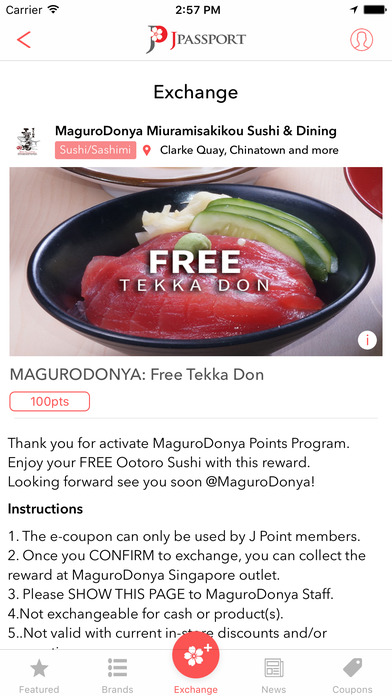 Carrier 2:57 PM
JPASSPORT
Exchange
MaguroDonya Miuramisakikou Sushi & Dining
Sushi/Sashimi Clarke Quay, Chinatown and more
FREE
TEKKA DON
i
MAGURODONYA: Free Tekka Don
100pts
Thank you for activate MaguroDonya Points Program.
Enjoy your FREE Ootoro Sushi with this reward.
Looking forward see you soon @MaguroDonya!
Instructions
1. The e-coupon can only be used by J Point members.
2. Once you CONFIRM to exchange, you can collect the
reward at MaguroDonya Singapore outlet.
3. Please SHOW THIS PAGE to MaguroDonya Staff.
4.Not exchangeable for cash or product(s).
5..Not valid with current in-store discounts and/or
Featured Brands Exchange News Coupons